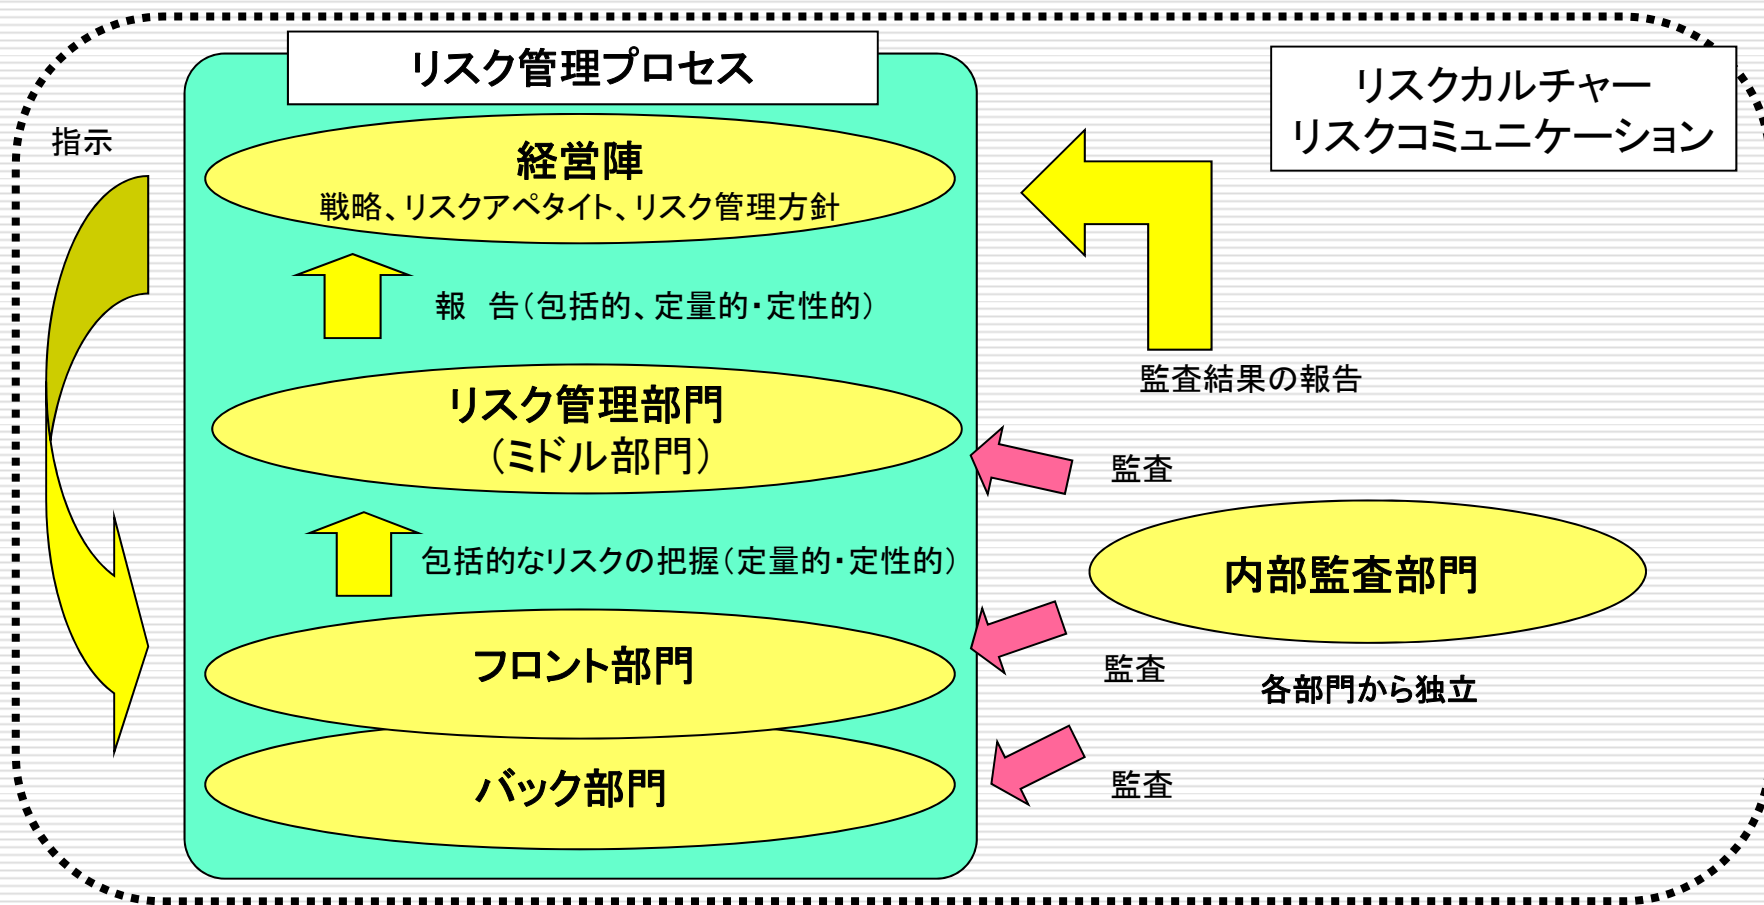 リスク管理プロセス
リスクカルチャー
リスクコミュニケーション
指示
経営陣
戦略、リスクアペタイト、リスク管理方針
報　告（包括的、定量的・定性的）
監査結果の報告
リスク管理部門
（ミドル部門）
監査
包括的なリスクの把握（定量的・定性的）
内部監査部門
フロント部門
監査
各部門から独立
バック部門
監査